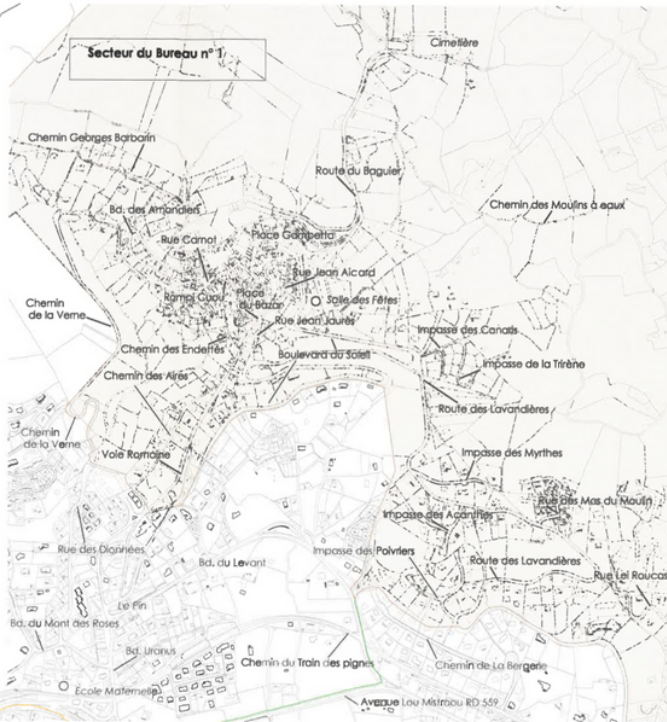 Secteur du Bureau n° 1
Cimetière
Chemin Georges Barbarin
Route du Baguier
Chemin des Moulins à eaux
Bd. des Amandiers
Place Gambetta
Rue Carnot
Rue Jean Aicard
Rampi Cuou
Place
du Bazar
Salle des Fêtes
Chemin
de la Verne
Rue Jean Jaurès
Impasse des Canaris
Chemin des Endettés
Boulevard du Soleil
Impasse de la Trirène
Chemin des Aires
Route des Lavandières
Chemin
de la Verne
Voie Romaine
Impasse des Myrthes
Rue des Mas du Moulin
Impasse des Acanthes
Rue des Dionnées
Impasse des Poivriers
Bd. du Levant
Route des Lavandières
Rue Lei Roucas
Le Pin
Bd. du Mont des Roses
Bd. Uranus
Chemin du Train des pignes
Chemin de La Bergerie
École Maternelle
Avenue Lou Mistraou RD 559